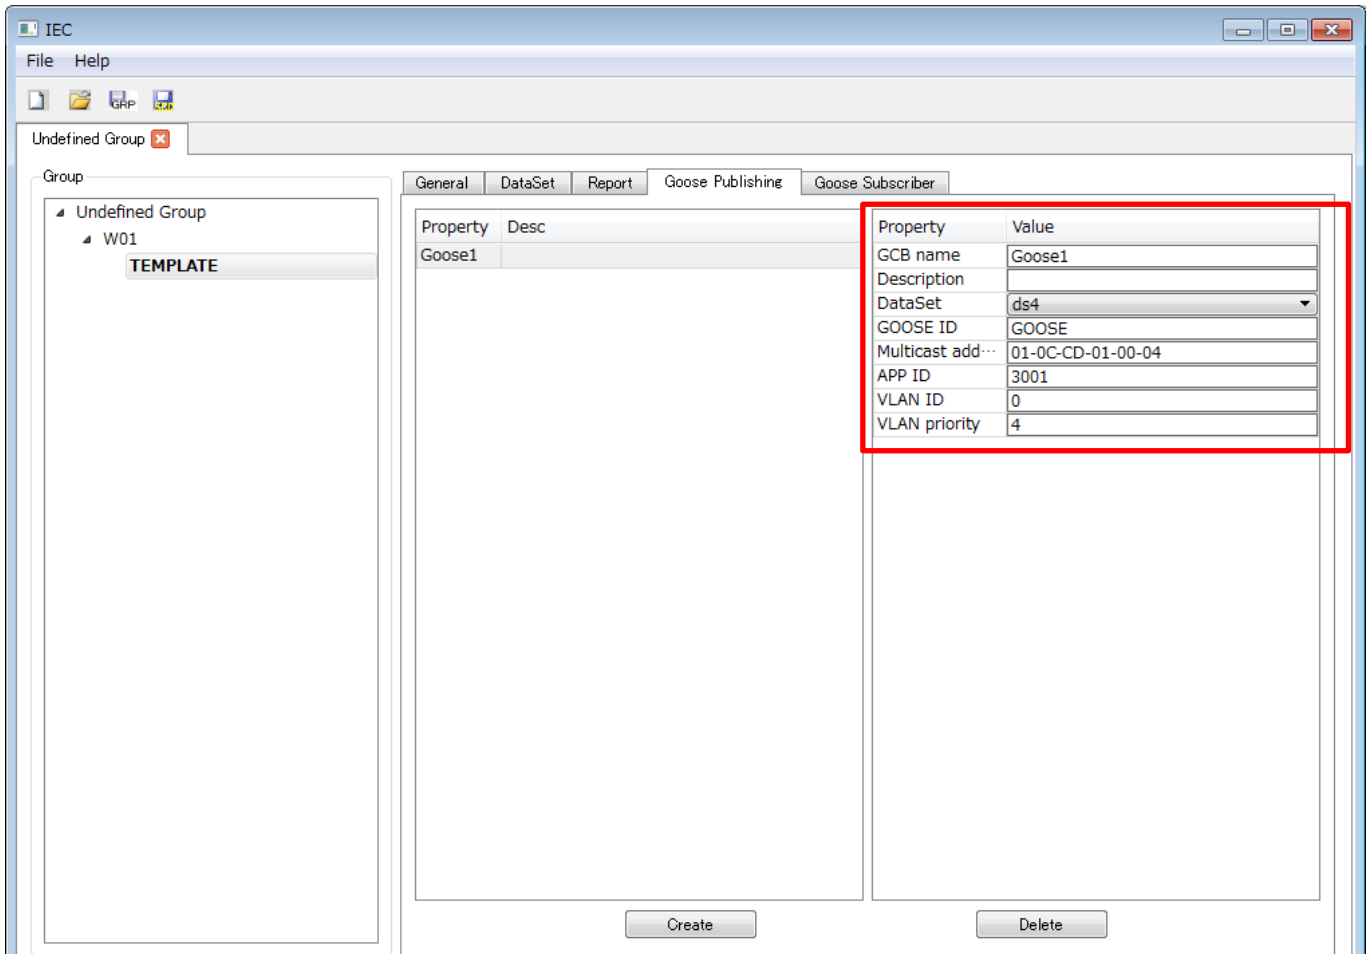 IEC
File Help
GRP
Undefined Group
Group
Undefined Group
W01
TEMPLATE
General DataSet Report Goose Publishing Goose Subscriber
Property Desc
Goose1
Property Value
GCB name Goose1
Description
DataSet ds4
GOOSE ID GOOSE
Multicast add··· 01-0C-CD-01-00-04
APP ID 3001
VLAN ID 0
VLAN priority 4
Create Delete